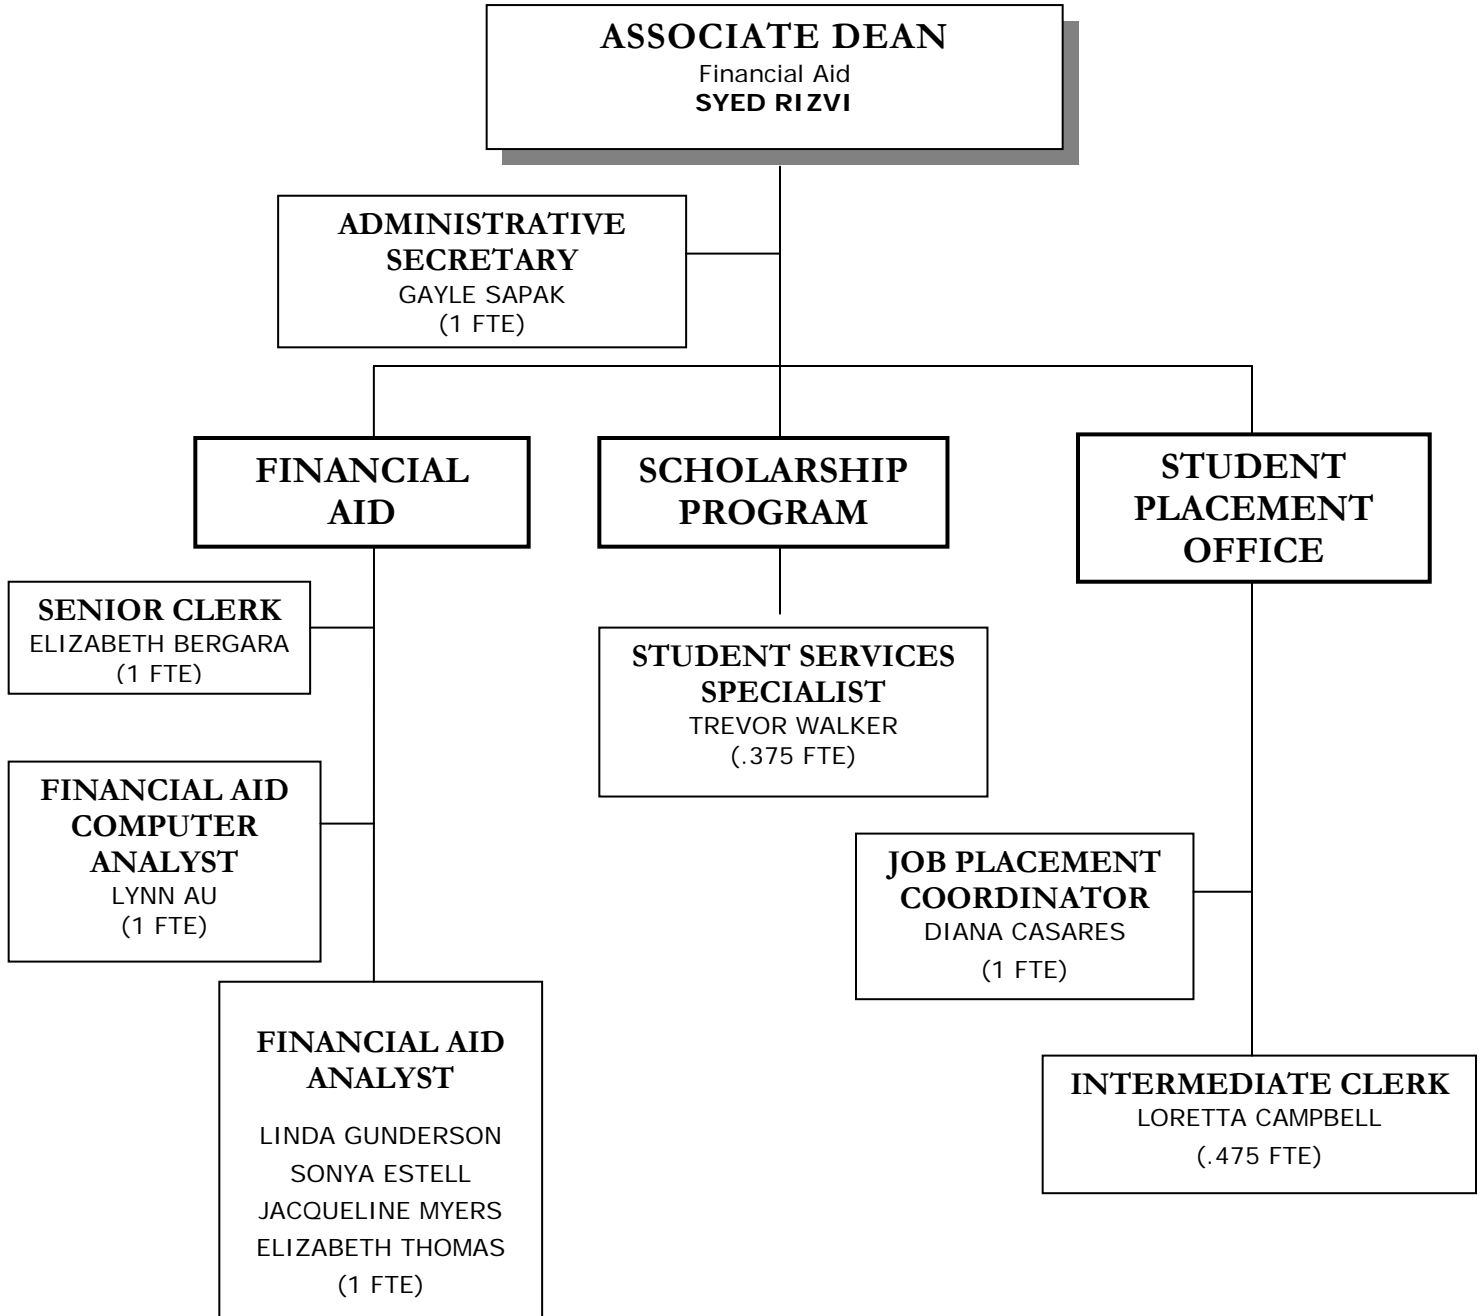 ASSOCIATE DEAN
Financial Aid
SYED RIZVI
ADMINISTRATIVE
SECRETARY
GAYLE SAPAK
(1 FTE)
FINANCIAL
AID
SCHOLARSHIP
PROGRAM
STUDENT
PLACEMENT
OFFICE
SENIOR CLERK
ELIZABETH BERGARA
(1 FTE)
STUDENT SERVICES
SPECIALIST
TREVOR WALKER
(.375 FTE)
FINANCIAL AID
COMPUTER
ANALYST
LYNN AU
(1 FTE)
JOB PLACEMENT
COORDINATOR
DIANA CASARES
(1 FTE)
FINANCIAL AID
ANALYST
LINDA GUNDERSON
SONYA ESTELL
JACQUELINE MYERS
ELIZABETH THOMAS
(1 FTE)
INTERMEDIATE CLERK
LORETTA CAMPBELL
(.475 FTE)